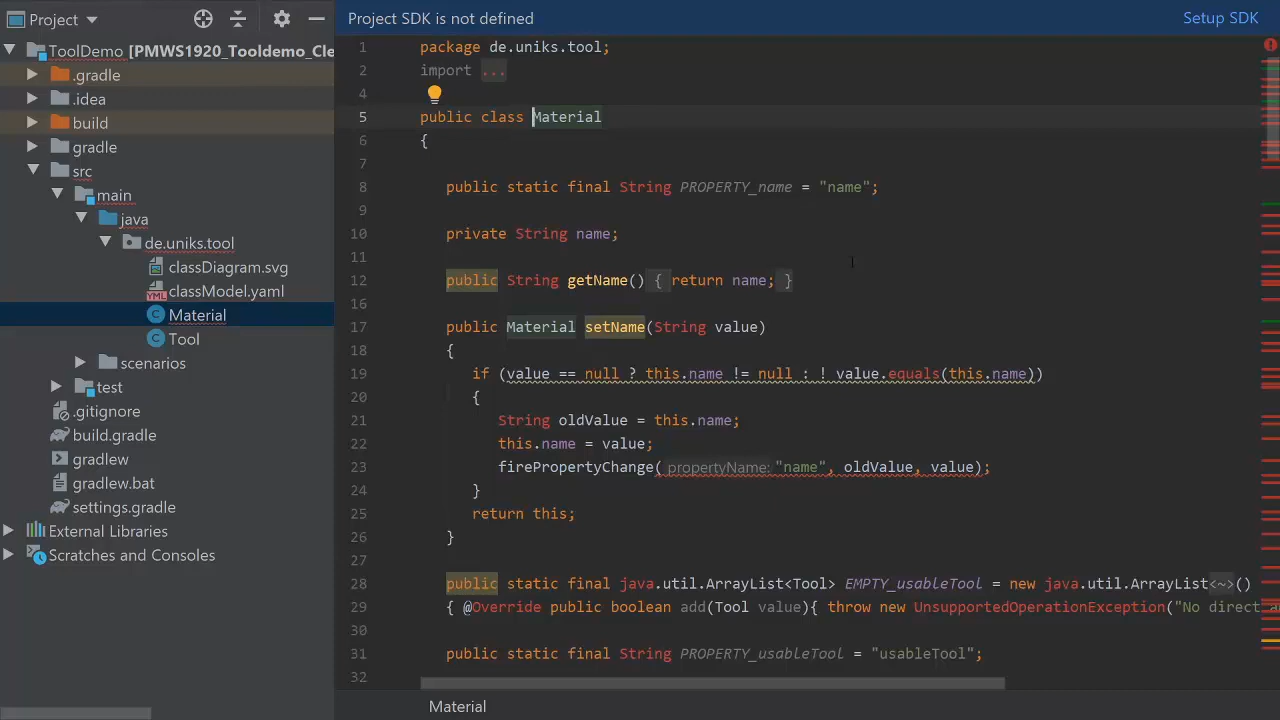 Project
Project SDK is not defined
Setup SDK
ToolDemo [PMWS1920_Tooldemo_Cle
.gradle
.idea
build
gradle
src
main
java
de.uniks.tool
classDiagram.svg
YML classModel.yaml
C Material
C Tool
scenarios
test
.gitignore
build.gradle
gradlew
gradlew.bat
settings.gradle
External Libraries
Scratches and Consoles
1 package de.uniks.tool;
2 import ...
4
5 public class Material
6 {
7
8 public static final String PROPERTY_name = "name";
9
10 private String name;
11
12 public String getName() { return name; }
16
17 public Material setName(String value)
18 {
19 if (value == null ? this.name != null : ! value.equals(this.name))
20 {
21 String oldValue = this.name;
22 this.name = value;
23 firePropertyChange( propertyName: "name", oldValue, value);
24 }
25 return this;
26 }
27
28 public static final java.util.ArrayList<Tool> EMPTY_usableTool = new java.util.ArrayList<~>()
29 { @Override public boolean add(Tool value){ throw new UnsupportedOperationException("No direct a
30
31 public static final String PROPERTY_usableTool = "usableTool";
32
Material